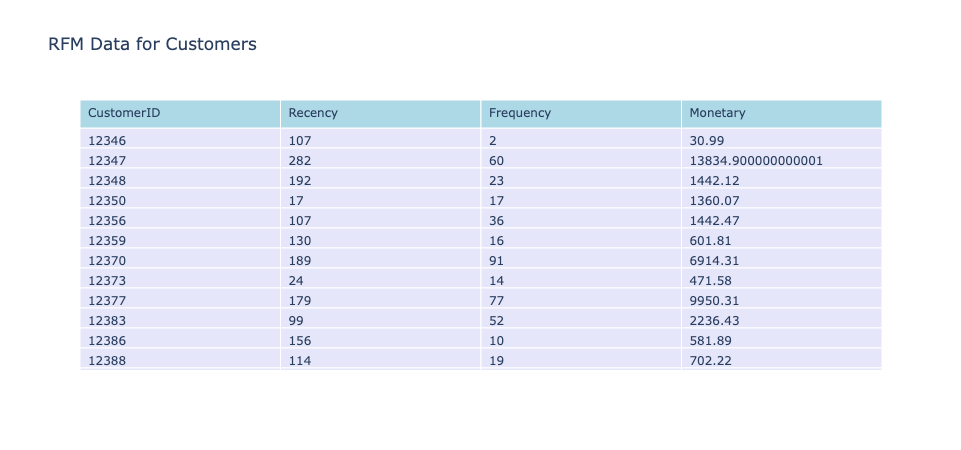 RFM Data for Customers
CustomerID Recency Frequency Monetary
12346 107 2 30.99
12347 282 60 13834.900000000001
12348 192 23 1442.12
12350 17 17 1360.07
12356 107 36 1442.47
12359 130 16 601.81
12370 189 91 6914.31
12373 24 14 471.58
12377 179 77 9950.31
12383 99 52 2236.43
12386 156 10 581.89
12388 114 19 702.22